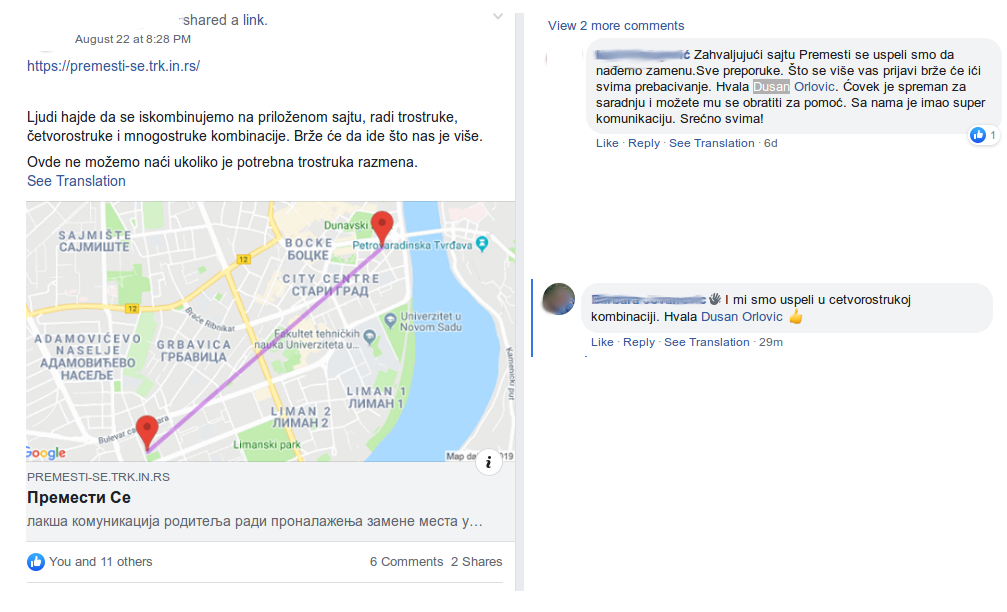 shared a link.
August 22 at 8:28 PM
https://premesti-se.trk.in.rs/
Ljudi hajde da se iskombinujemo na priloženom sajtu, radi trostruke,
četvorostruke i mnogostruke kombinacije. Brže će da ide što nas je više.
Ovde ne možemo naći ukoliko je potrebna trostruka razmena.
See Translation
SAJMIŠTE
САЈМИШТЕ
Dunavski
BOCKE
БОЦКЕ
Petrovaradinska Tvrđava
12
CITY CENTRE
СТАРИ ГРАД
12
Braće Ribnikar
Univerzitet u
Novom Sadu
Fakultet tehničkih
nauka Univerziteta u...
ADAMOVIĆEVO
NASELJE
АДАМОВИЋЕВО
НАСЕЉЕ
GRBAVICA
ГРБАВИЦА
Kamenički put
LIMAN 1
ЛИМАН 1
LIMAN 2
ЛИМАН 2
Bulevar
Limanski park
Google
Map da
19
PREMESTI-SE.TRK.IN.RS
Премести Се
лакша комуникација родитеља ради проналажења замене места у…
You and 11 others
6 Comments 2 Shares
View 2 more comments
Zahvaljujući sajtu Premesti se uspeli smo da
nađemo zamenu.Sve preporuke. Što se više vas prijavi brže će ići
svima prebacivanje. Hvala Dusan Orlovic. Čovek je spreman za
saradnju i možete mu se obratiti za pomoć. Sa nama je imao super
komunikaciju. Srećno svima!
1
Like · Reply · See Translation · 6d
👋 I mi smo uspeli u cetvorostrukoj
kombinaciji. Hvala Dusan Orlovic 👍
Like · Reply · See Translation · 29m